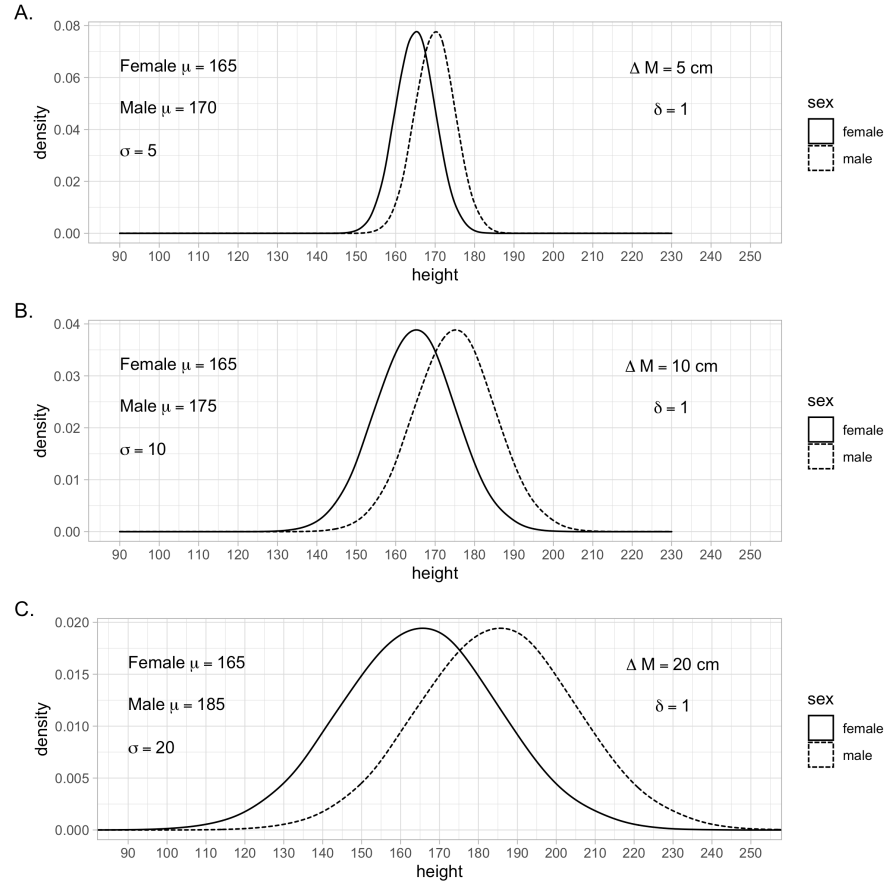 A.
0.08
0.06
0.04
0.02
0.00
density
Female μ = 165
Male μ = 170
σ = 5
Δ M = 5 cm
δ = 1
90 100 110 120 130 140 150 160 170 180 190 200 210 220 230 240 250
height
sex
female
male
B.
0.04
0.03
0.02
0.01
0.00
density
Female μ = 165
Male μ = 175
σ = 10
Δ M = 10 cm
δ = 1
90 100 110 120 130 140 150 160 170 180 190 200 210 220 230 240 250
height
sex
female
male
C.
0.020
0.015
0.010
0.005
0.000
density
Female μ = 165
Male μ = 185
σ = 20
Δ M = 20 cm
δ = 1
90 100 110 120 130 140 150 160 170 180 190 200 210 220 230 240 250
height
sex
female
male